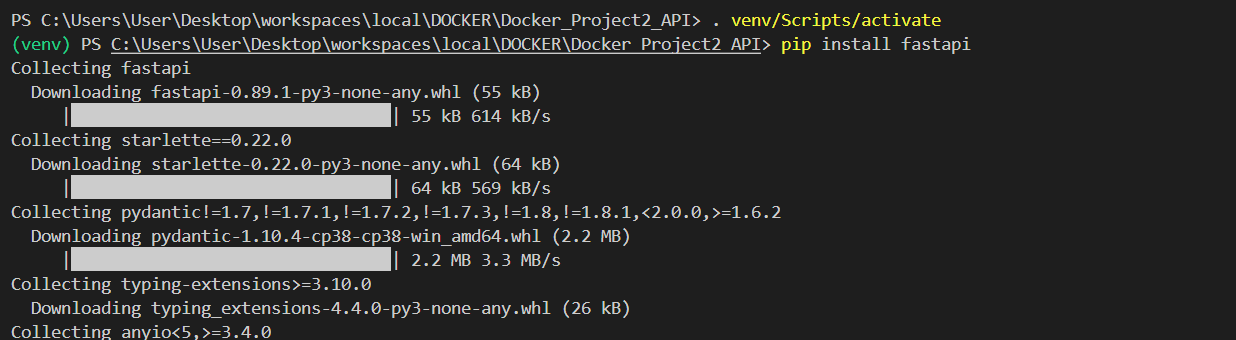 PS C:\Users\User\Desktop\workspaces\local\DOCKER\Docker_Project2_API> . venv/Scripts/activate
(venv) PS C:\Users\User\Desktop\workspaces\local\DOCKER\Docker_Project2_API> pip install fastapi
Collecting fastapi
  Downloading fastapi-0.89.1-py3-none-any.whl (55 kB)
     |████████████████████████████████| 55 kB 614 kB/s
Collecting starlette==0.22.0
  Downloading starlette-0.22.0-py3-none-any.whl (64 kB)
     |████████████████████████████████| 64 kB 569 kB/s
Collecting pydantic!=1.7,!=1.7.1,!=1.7.2,!=1.7.3,!=1.8,!=1.8.1,<2.0.0,>=1.6.2
  Downloading pydantic-1.10.4-cp38-cp38-win_amd64.whl (2.2 MB)
     |████████████████████████████████| 2.2 MB 3.3 MB/s
Collecting typing-extensions>=3.10.0
  Downloading typing_extensions-4.4.0-py3-none-any.whl (26 kB)
Collecting anyio<5,>=3.4.0